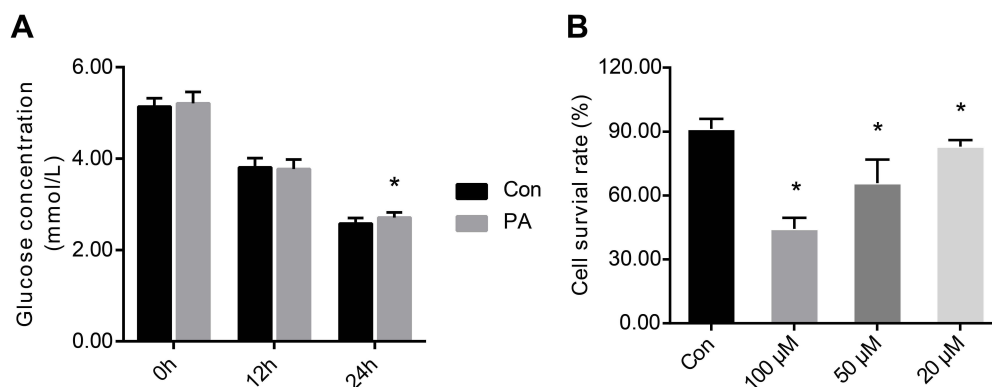 A
Glucose concentration
(mmol/L)
6.00
4.00
2.00
0.00
*
0h
12h
24h
Con
PA
B
Cell survial rate (%)
120.00
90.00
60.00
30.00
0.00
*
*
*
Con
100 μM
50 μM
20 μM